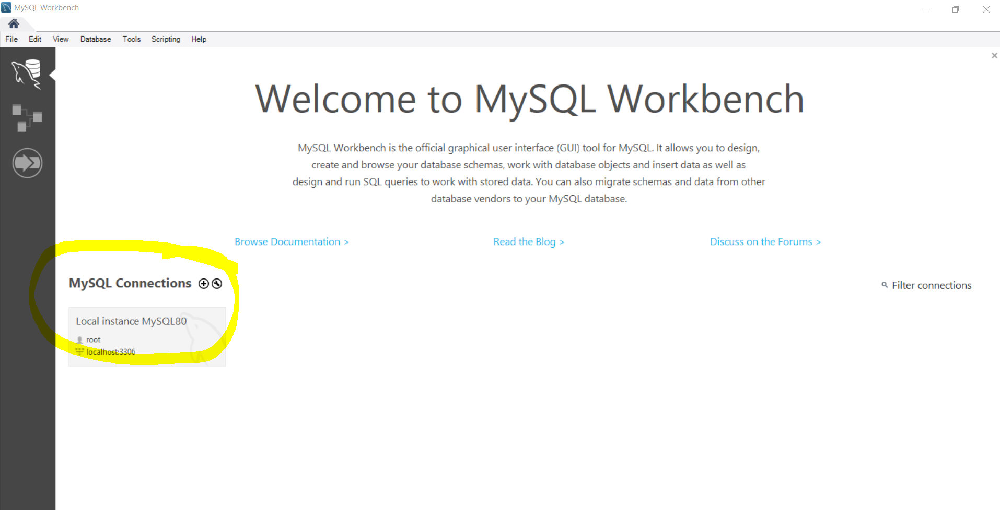 MySQL Workbench
File Edit View Database Tools Scripting Help
Welcome to MySQL Workbench
MySQL Workbench is the official graphical user interface (GUI) tool for MySQL. It allows you to design,
create and browse your database schemas, work with database objects and insert data as well as
design and run SQL queries to work with stored data. You can also migrate schemas and data from other
database vendors to your MySQL database.
Browse Documentation > Read the Blog > Discuss on the Forums >
MySQL Connections
Filter connections
Local instance MySQL80
root
localhost:3306